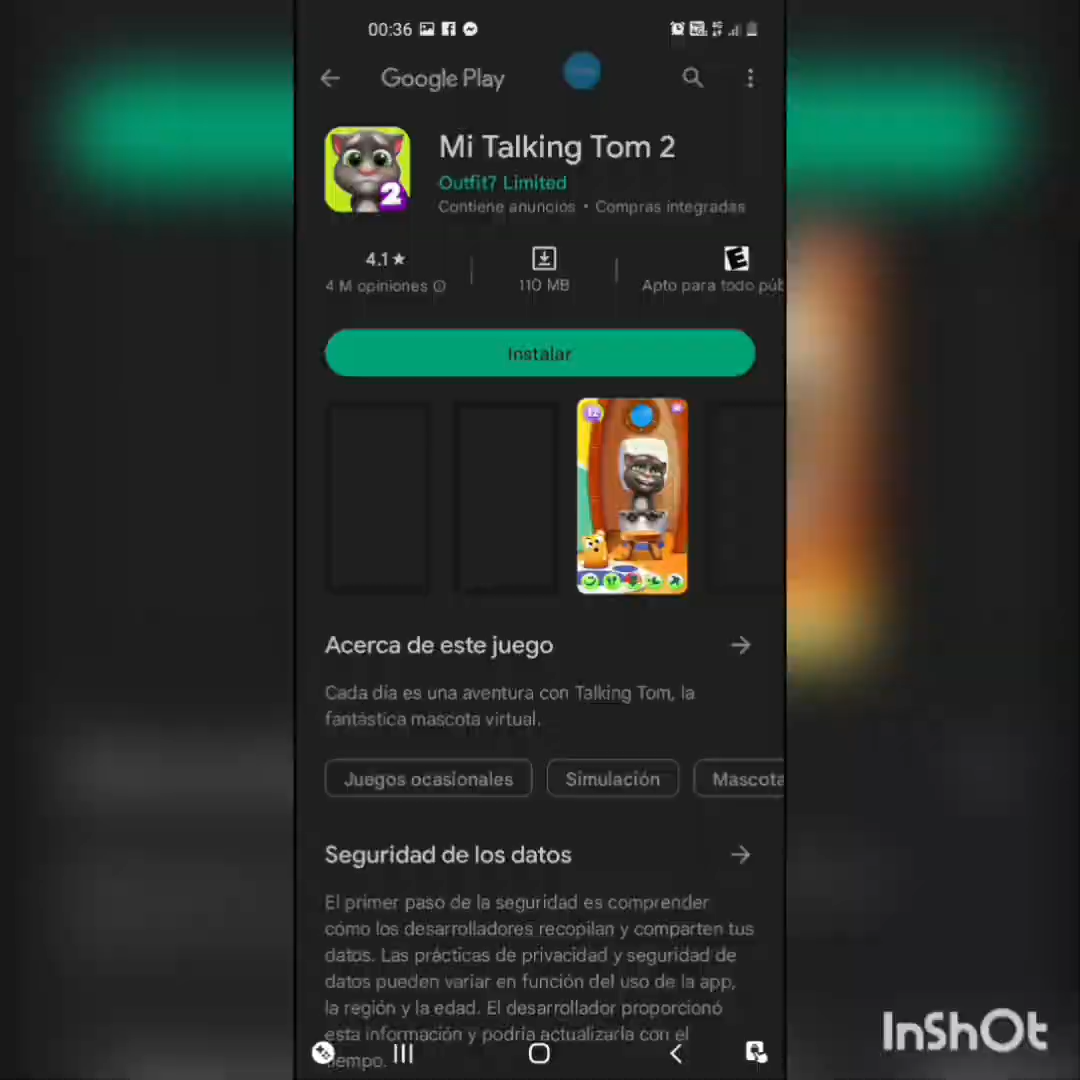 00:36
Google Play
Mi Talking Tom 2
Outfit7 Limited
Contiene anuncios • Compras integradas
2
4.1★
4 M opiniones
110 MB
E
Apto para todo púb
Instalar
12
Acerca de este juego
Cada día es una aventura con Talking Tom, la
fantástica mascota virtual.
Juegos ocasionales
Simulación
Mascota
Seguridad de los datos
El primer paso de la seguridad es comprender
cómo los desarrolladores recopilan y comparten tus
datos. Las prácticas de privacidad y seguridad de
datos pueden variar en función del uso de la app,
la región y la edad. El desarrollador proporcionó
esta información y podría actualizarla con el
tiempo.
InShOt